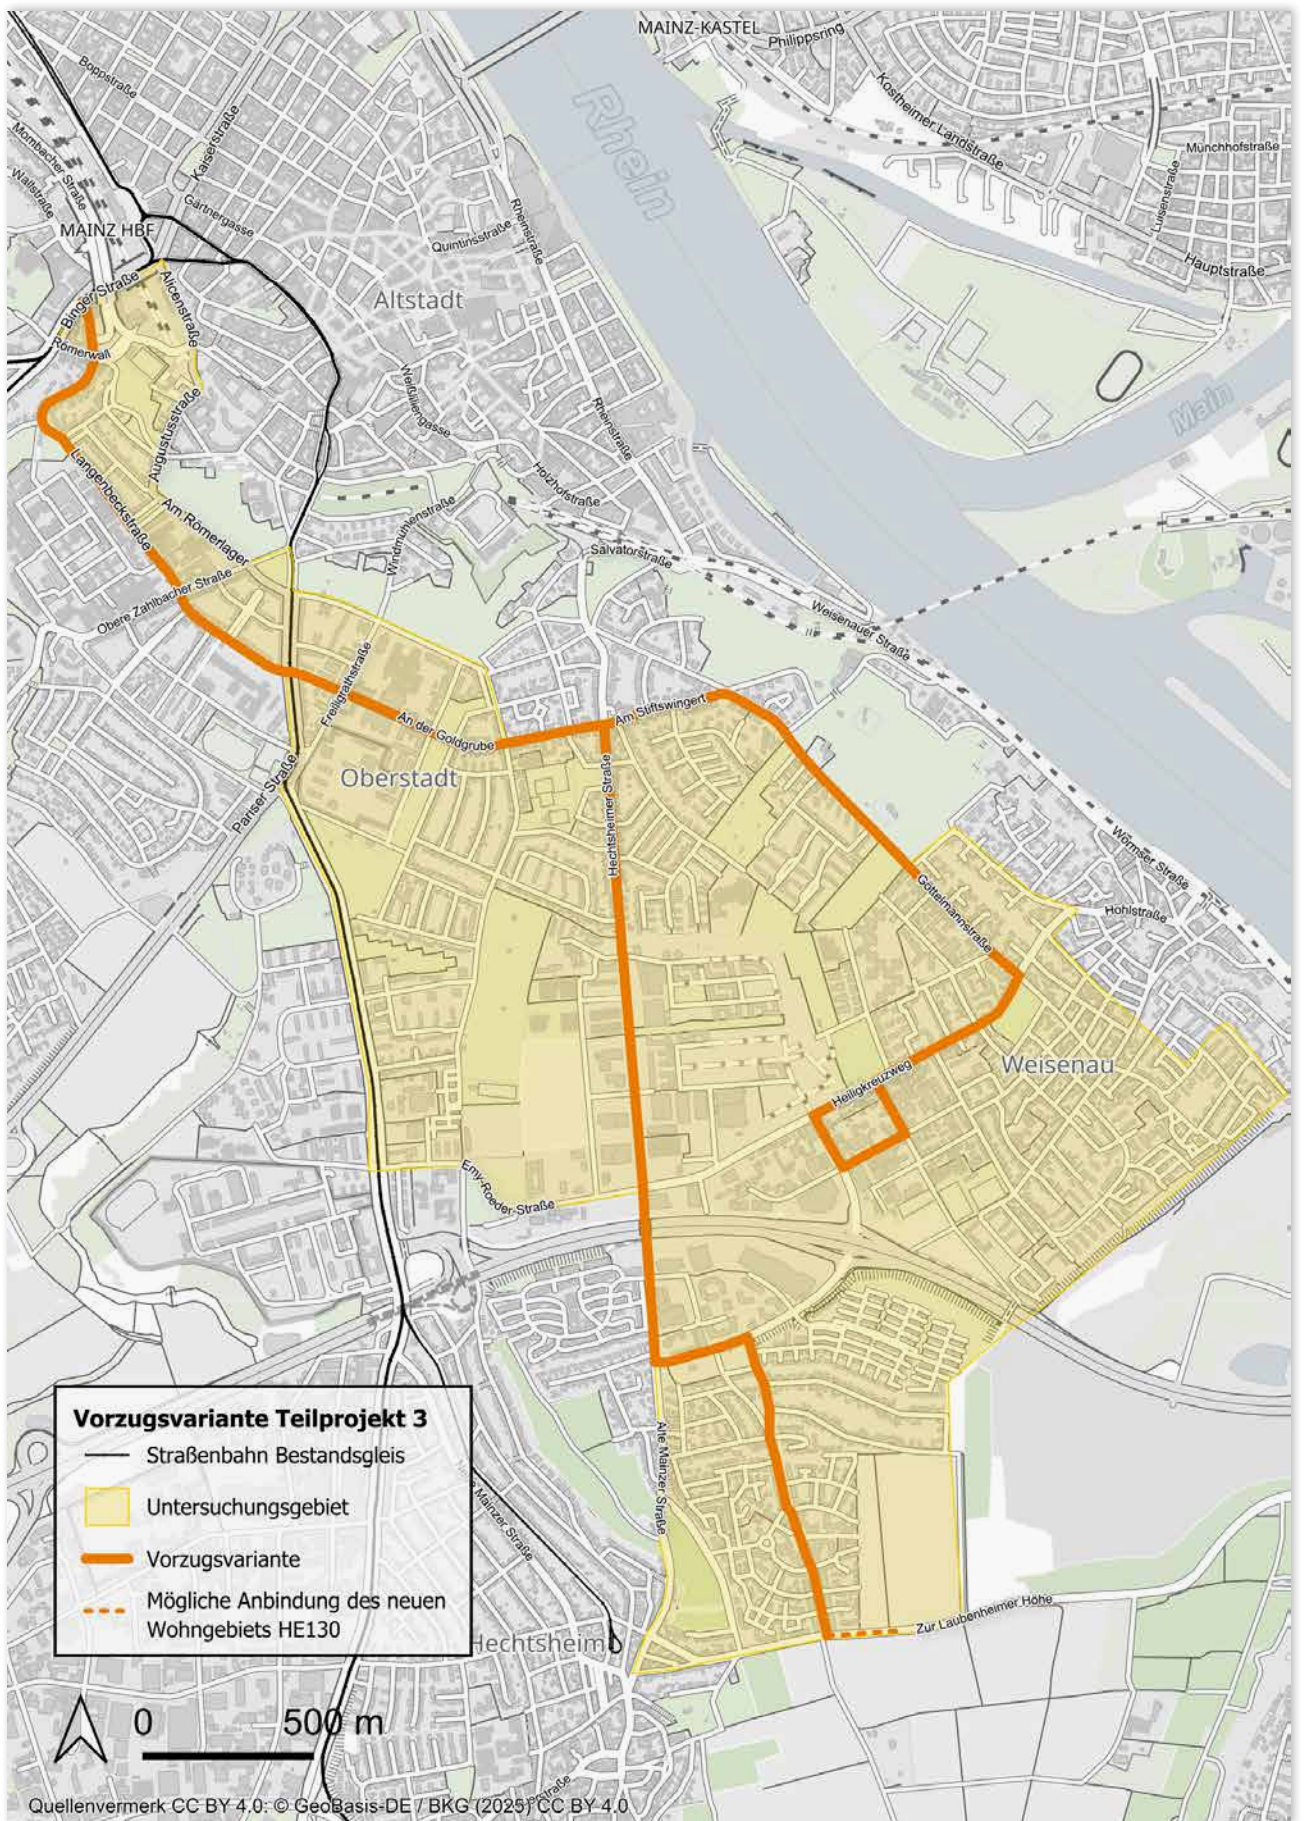 MAINZ-KASTEL
Philippsring
Boppstraße
Kaiserstraße
Rhein
Kostheimer Landstraße
Mombacher Straße
Münchhofstraße
Wallstraße
Luisenstraße
Gärtnergasse
Rheinstraße
MAINZ HBF
Quintinsstraße
Hauptstraße
Binger Straße
Alicenstraße
Altstadt
Römerwall
Main
Weißliliengasse
Rheinstraße
Augustusstraße
Langenbeckstraße
Holzhofstraße
Am Römerlager
Windmühlenstraße
Salvatorstraße
Obere Zahlbacher Straße
Weisenauer Straße
Freiligrathstraße
An der Goldgrube
Am Stiftswingert
Oberstadt
Pariser Straße
Hechtsheimer Straße
Wormser Straße
Göttelmannstraße
Hohlstraße
Weisenau
Heiligkreuzweg
Emy-Roeder-Straße
Alte Mainzer Straße
Vorzugsvariante Teilprojekt 3
Straßenbahn Bestandsgleis
Untersuchungsgebiet
Vorzugsvariante
Mögliche Anbindung des neuen
Wohngebiets HE130
Mainzer Straße
Zur Laubenheimer Höhe
Hechtsheim
0 500 m
Straße
Quellenvermerk CC BY 4.0: © GeoBasis-DE / BKG (2025) CC BY 4.0